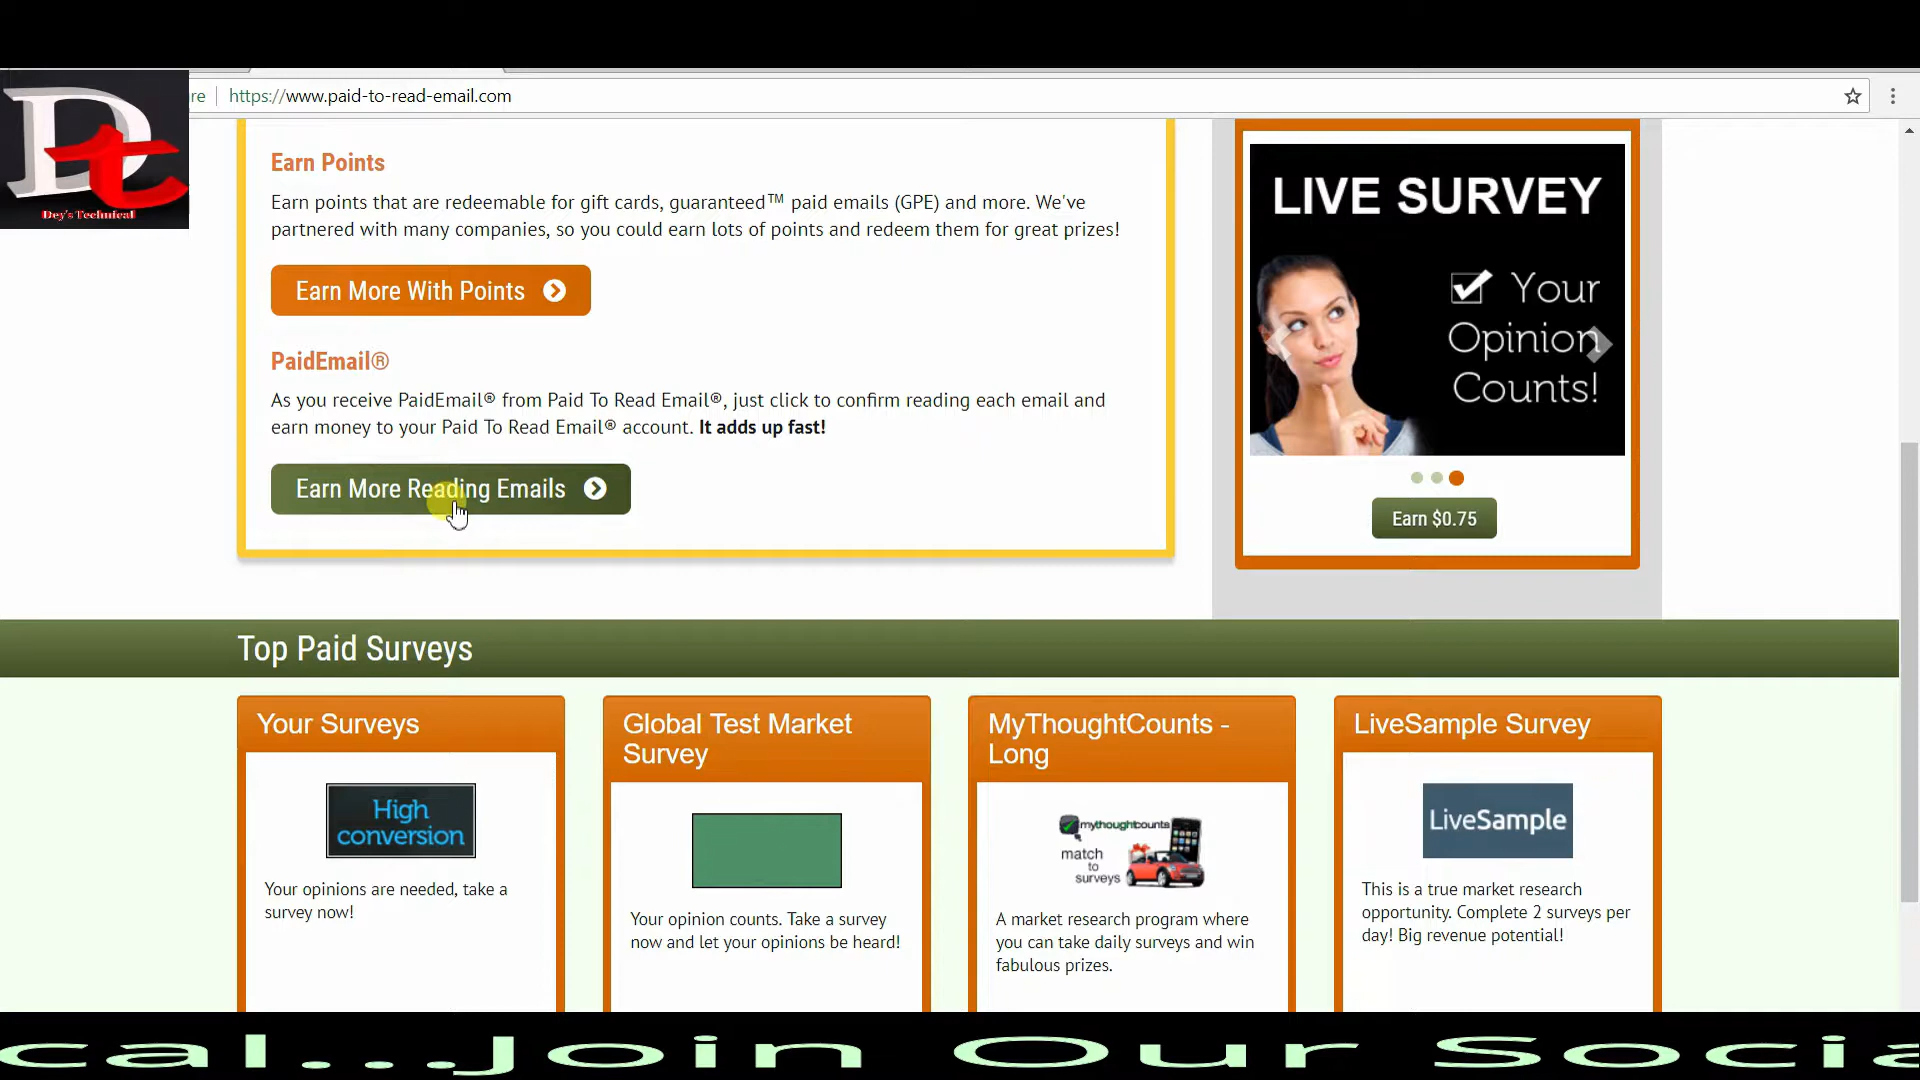 re https://www.paid-to-read-email.com
Dt
Dey's Technical
Earn Points
Earn points that are redeemable for gift cards, guaranteed™ paid emails (GPE) and more. We've
partnered with many companies, so you could earn lots of points and redeem them for great prizes!
Earn More With Points
PaidEmail®
As you receive PaidEmail® from Paid To Read Email®, just click to confirm reading each email and
earn money to your Paid To Read Email® account. It adds up fast!
Earn More Reading Emails
LIVE SURVEY
Your
Opinion
Counts!
Earn $0.75
Top Paid Surveys
Your Surveys
High
conversion
Your opinions are needed, take a
survey now!
Global Test Market
Survey
Your opinion counts. Take a survey
now and let your opinions be heard!
MyThoughtCounts -
Long
mythoughtcounts
match
to
surveys
A market research program where
you can take daily surveys and win
fabulous prizes.
LiveSample Survey
LiveSample
This is a true market research
opportunity. Complete 2 surveys per
day! Big revenue potential!
cal...Join Our Socia